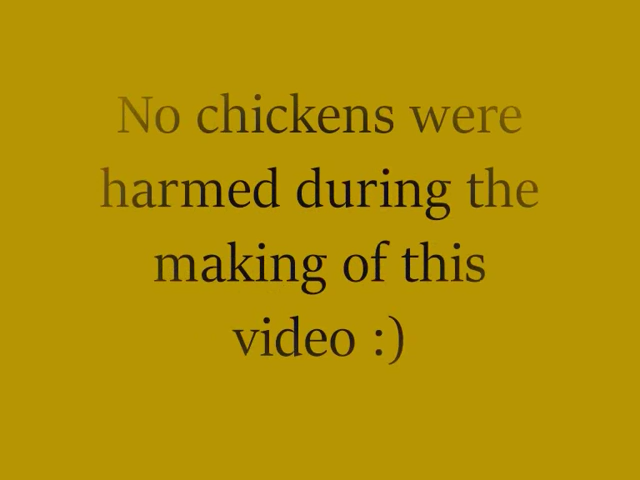 No chickens were
harmed during the
making of this
video :)